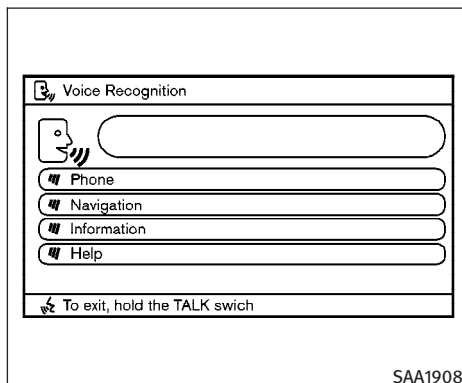 Voice Recognition
Phone
Navigation
Information
Help
To exit, hold the TALK swich
SAA1908